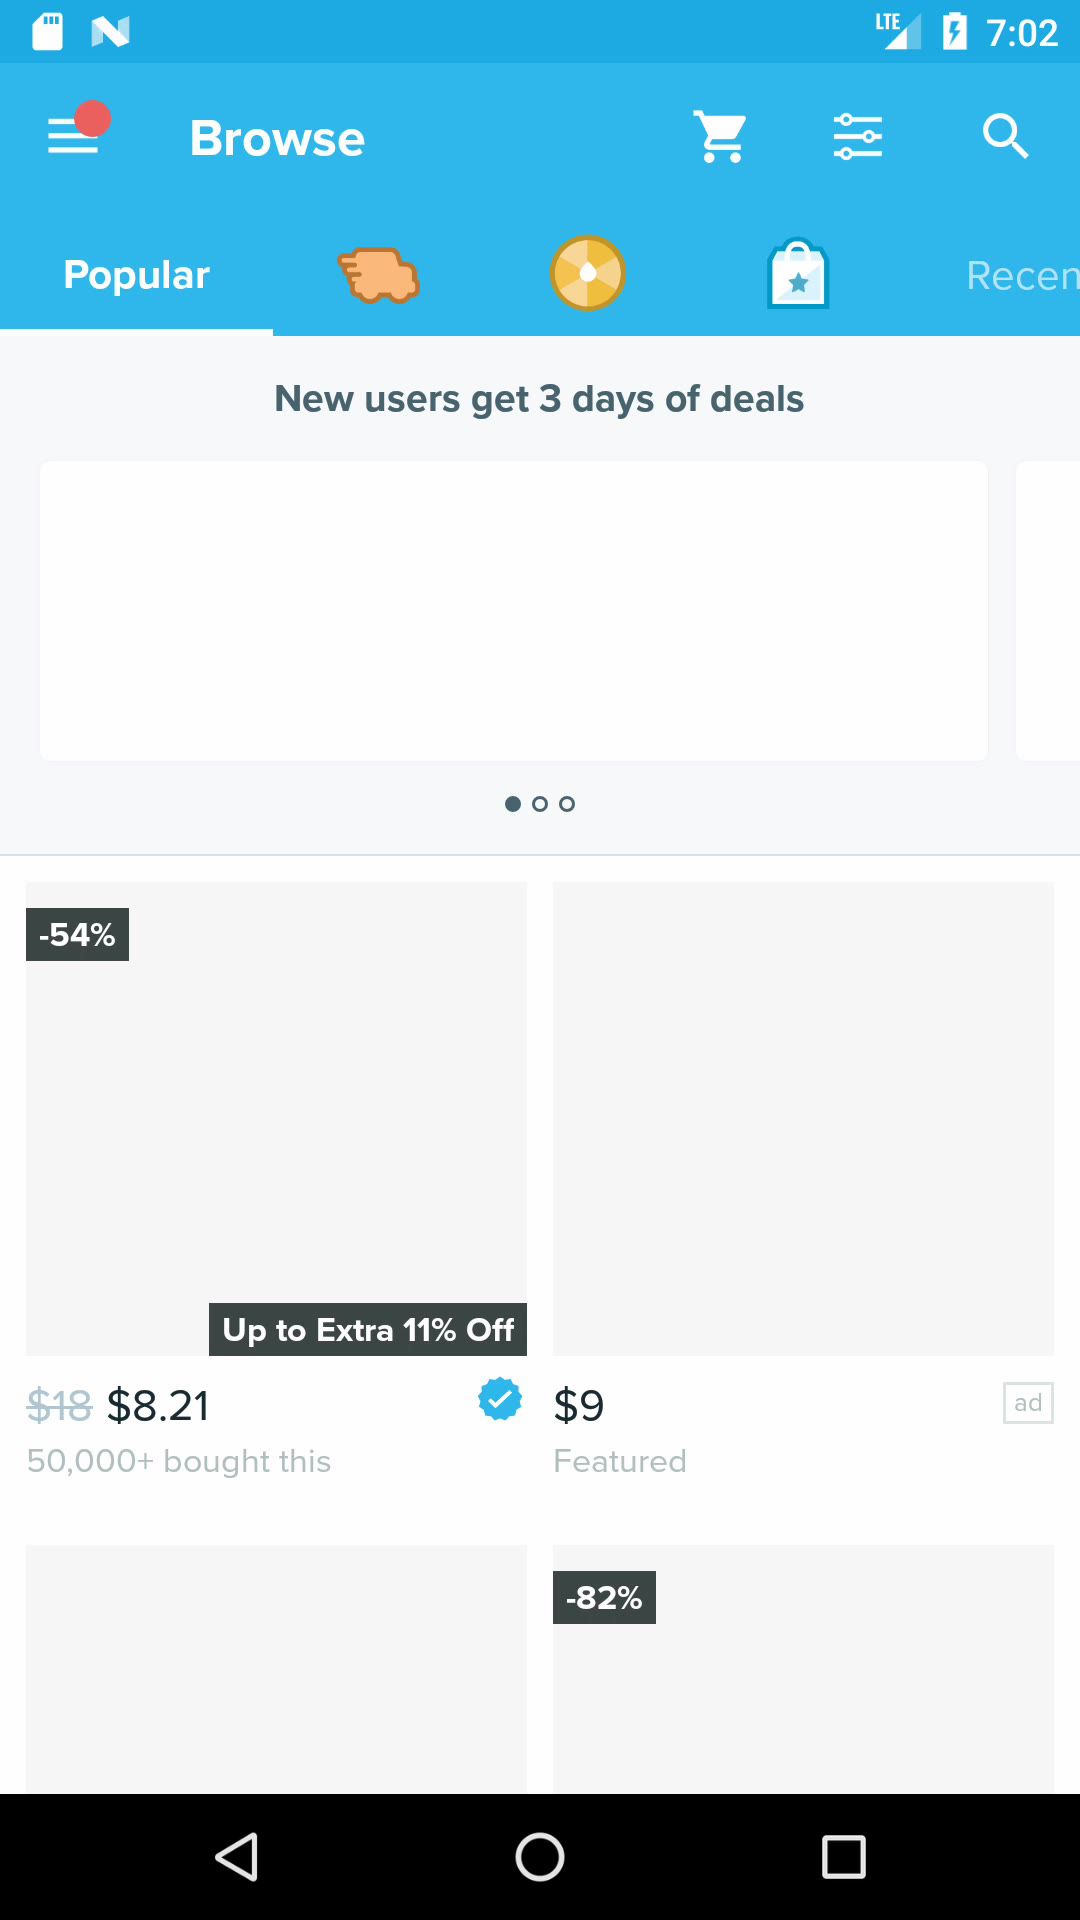 LTE 7:02
Browse
Popular Recen
New users get 3 days of deals
-54%
Up to Extra 11% Off
$18 $8.21
50,000+ bought this
$9 ad
Featured
-82%